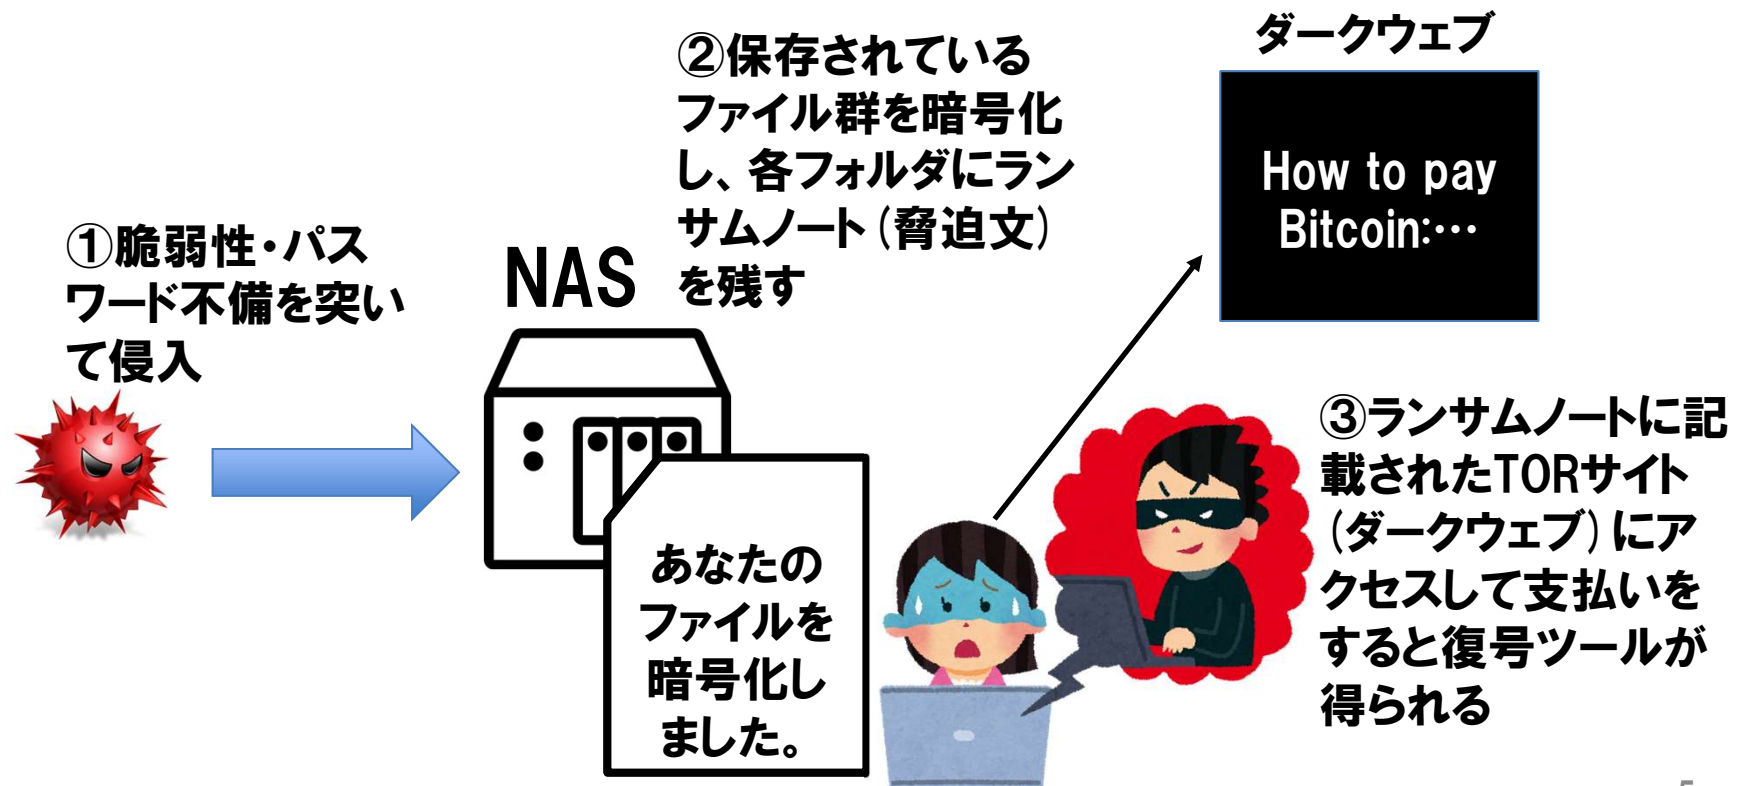 ①脆弱性・パス
ワード不備を突い
て侵入
NAS
②保存されている
ファイル群を暗号化
し、各フォルダにラン
サムノート(脅迫文)
を残す
あなたの
ファイルを
暗号化し
ました。
ダークウェブ
How to pay
Bitcoin:…
③ランサムノートに記
載されたTORサイト
(ダークウェブ)にア
クセスして支払いを
すると復号ツールが
得られる